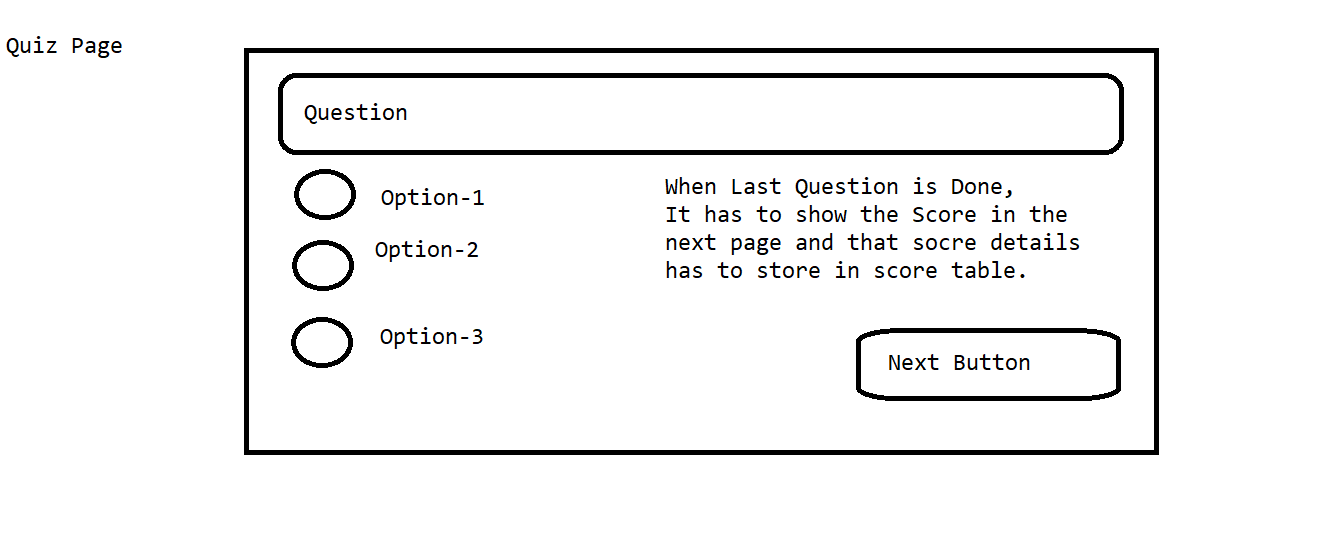 Quiz Page
Question
Option-1
Option-2
Option-3
When Last Question is Done,
It has to show the Score in the
next page and that socre details
has to store in score table.
Next Button